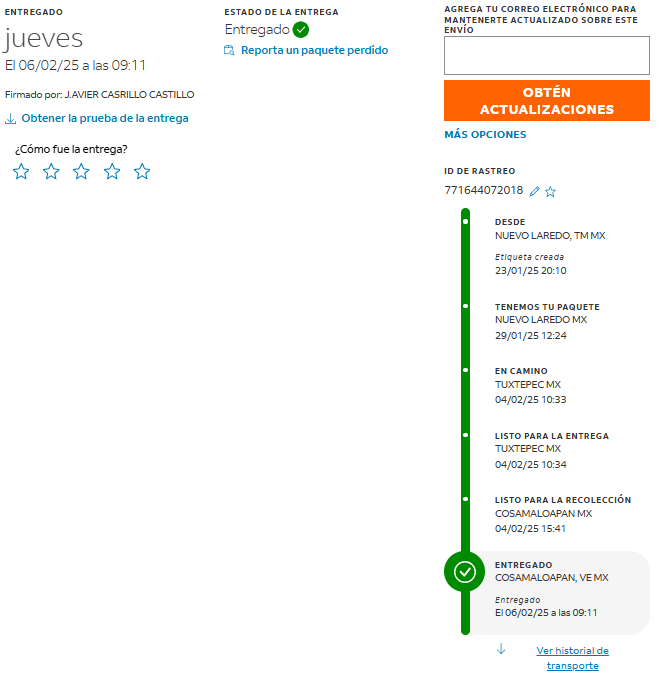 ENTREGADO
jueves
El 06/02/25 a las 09:11
Firmado por: J.AVIER CASRILLO CASTILLO
Obtener la prueba de la entrega
¿Cómo fue la entrega?
ESTADO DE LA ENTREGA
Entregado
Reporta un paquete perdido
AGREGA TU CORREO ELECTRÓNICO PARA
MANTENERTE ACTUALIZADO SOBRE ESTE
ENVÍO
OBTÉN
ACTUALIZACIONES
MÁS OPCIONES
ID DE RASTREO
771644072018
DESDE
NUEVO LAREDO, TM MX
Etiqueta creada
23/01/25 20:10
TENEMOS TU PAQUETE
NUEVO LAREDO MX
29/01/25 12:24
EN CAMINO
TUXTEPEC MX
04/02/25 10:33
LISTO PARA LA ENTREGA
TUXTEPEC MX
04/02/25 10:34
LISTO PARA LA RECOLECCIÓN
COSAMALOAPAN MX
04/02/25 15:41
ENTREGADO
COSAMALOAPAN, VE MX
Entregado
El 06/02/25 a las 09:11
Ver historial de
transporte